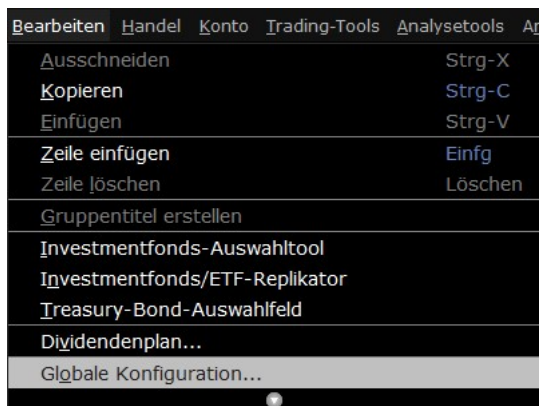 Bearbeiten Handel Konto Trading-Tools Analysetools
Ausschneiden Strg-X
Kopieren Strg-C
Einfügen Strg-V
Zeile einfügen Einfg
Zeile löschen Löschen
Gruppentitel erstellen
Investmentfonds-Auswahltool
Investmentfonds/ETF-Replikator
Treasury-Bond-Auswahlfeld
Dividendenplan...
Globale Konfiguration...